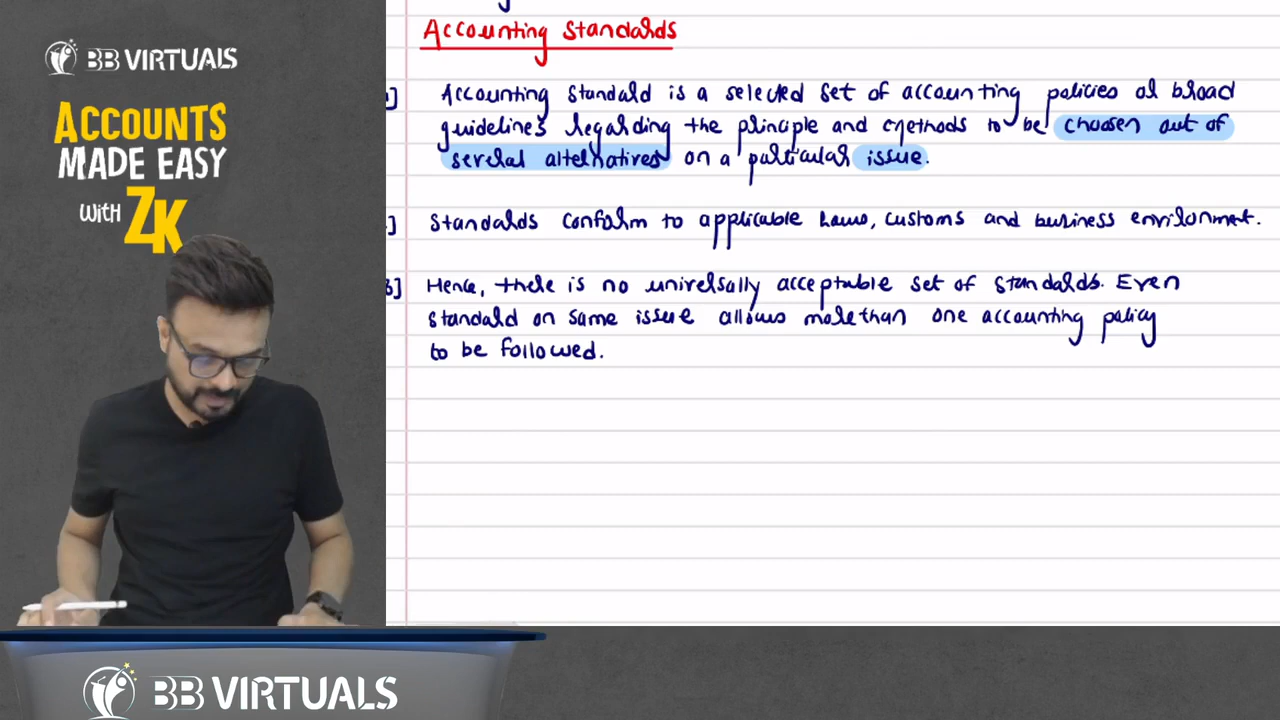 BB VIRTUALS
ACCOUNTS
MADE EASY
WITH ZK
Accounting Standards
Accounting Standard is a selected set of accounting policies or broad
guidelines regarding the principle and methods to be choosen out of
several alternatives on a particular issue.
Standards conform to applicable laws, customs and business environment.
3] Hence, there is no universally acceptable set of standards. Even
standard on same issue allows more than one accounting policy
to be followed.
BB VIRTUALS